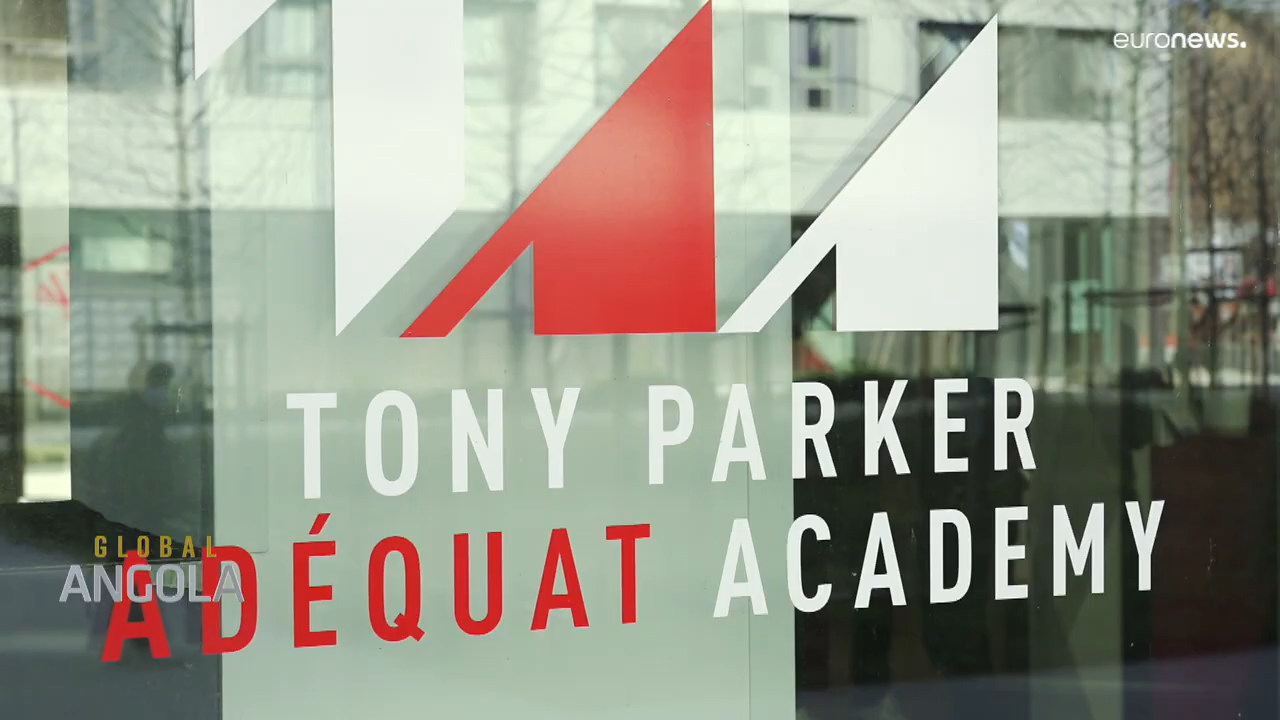 euronews.
TONY PARKER
ADÉQUAT ACADEMY
GLOBAL
ANGOLA